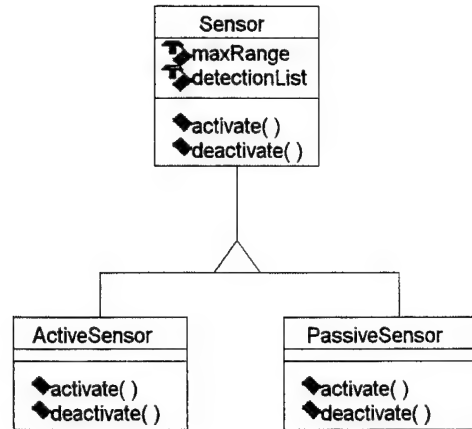 Sensor
maxRange
detectionList
activate( )
deactivate( )
ActiveSensor
activate( )
deactivate( )
PassiveSensor
activate( )
deactivate( )